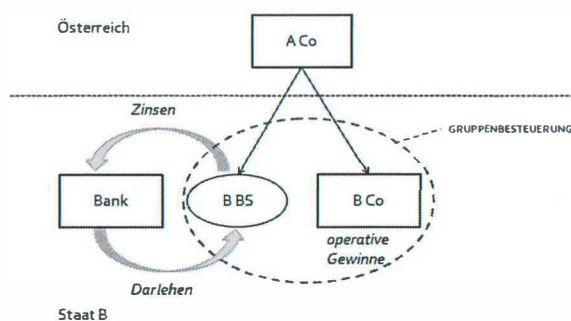 Österreich
A Co
Zinsen
GRUPPENBESTEUERUNG
Bank
B BS
B Co
operative
Gewinne
Darlehen
Staat B